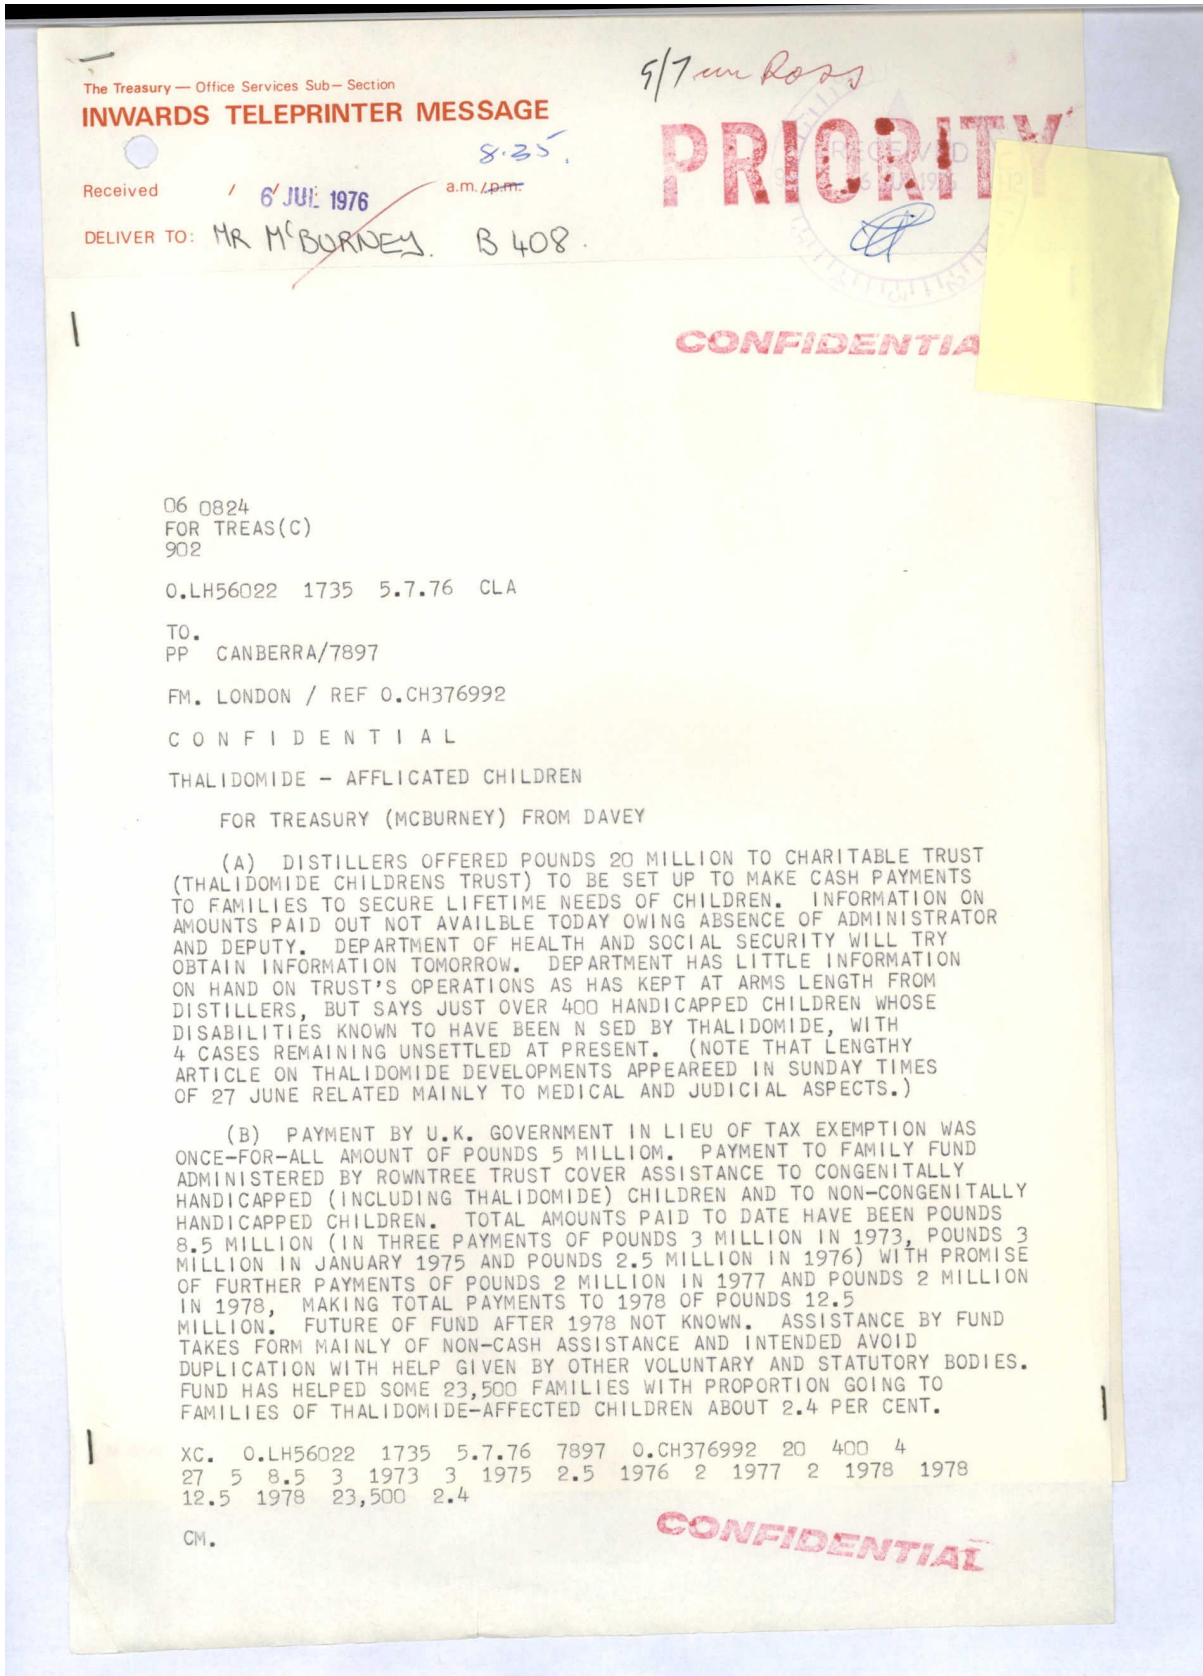 The Treasury — Office Services Sub— Section
INWARDS TELEPRINTER MESSAGE
PRIORITY
8.35.
RECEIVED
Received 6 JUL 1976 a.m./p.m.
DELIVER TO: MR McBURNEY. B 408.
CONFIDENTIA
06 0824
FOR TREAS(C)
902
O.LH56022 1735 5.7.76 CLA
TO.
PP CANBERRA/7897
FM. LONDON / REF O.CH376992
C O N F I D E N T I A L
THALIDOMIDE - AFFLICATED CHILDREN
FOR TREASURY (MCBURNEY) FROM DAVEY
(A) DISTILLERS OFFERED POUNDS 20 MILLION TO CHARITABLE TRUST
(THALIDOMIDE CHILDRENS TRUST) TO BE SET UP TO MAKE CASH PAYMENTS
TO FAMILIES TO SECURE LIFETIME NEEDS OF CHILDREN. INFORMATION ON
AMOUNTS PAID OUT NOT AVAILBLE TODAY OWING ABSENCE OF ADMINISTRATOR
AND DEPUTY. DEPARTMENT OF HEALTH AND SOCIAL SECURITY WILL TRY
OBTAIN INFORMATION TOMORROW. DEPARTMENT HAS LITTLE INFORMATION
ON HAND ON TRUST'S OPERATIONS AS HAS KEPT AT ARMS LENGTH FROM
DISTILLERS, BUT SAYS JUST OVER 400 HANDICAPPED CHILDREN WHOSE
DISABILITIES KNOWN TO HAVE BEEN N SED BY THALIDOMIDE, WITH
4 CASES REMAINING UNSETTLED AT PRESENT. (NOTE THAT LENGTHY
ARTICLE ON THALIDOMIDE DEVELOPMENTS APPEAREED IN SUNDAY TIMES
OF 27 JUNE RELATED MAINLY TO MEDICAL AND JUDICIAL ASPECTS.)
(B) PAYMENT BY U.K. GOVERNMENT IN LIEU OF TAX EXEMPTION WAS
ONCE-FOR-ALL AMOUNT OF POUNDS 5 MILLIOM. PAYMENT TO FAMILY FUND
ADMINISTERED BY ROWNTREE TRUST COVER ASSISTANCE TO CONGENITALLY
HANDICAPPED (INCLUDING THALIDOMIDE) CHILDREN AND TO NON-CONGENITALLY
HANDICAPPED CHILDREN. TOTAL AMOUNTS PAID TO DATE HAVE BEEN POUNDS
8.5 MILLION (IN THREE PAYMENTS OF POUNDS 3 MILLION IN 1973, POUNDS 3
MILLION IN JANUARY 1975 AND POUNDS 2.5 MILLION IN 1976) WITH PROMISE
OF FURTHER PAYMENTS OF POUNDS 2 MILLION IN 1977 AND POUNDS 2 MILLION
IN 1978, MAKING TOTAL PAYMENTS TO 1978 OF POUNDS 12.5
MILLION. FUTURE OF FUND AFTER 1978 NOT KNOWN. ASSISTANCE BY FUND
TAKES FORM MAINLY OF NON-CASH ASSISTANCE AND INTENDED AVOID
DUPLICATION WITH HELP GIVEN BY OTHER VOLUNTARY AND STATUTORY BODIES.
FUND HAS HELPED SOME 23,500 FAMILIES WITH PROPORTION GOING TO
FAMILIES OF THALIDOMIDE-AFFECTED CHILDREN ABOUT 2.4 PER CENT.
XC. O.LH56022 1735 5.7.76 7897 O.CH376992 20 400 4
27 5 8.5 3 1973 3 1975 2.5 1976 2 1977 2 1978 1978
12.5 1978 23,500 2.4
CM.
CONFIDENTIAL